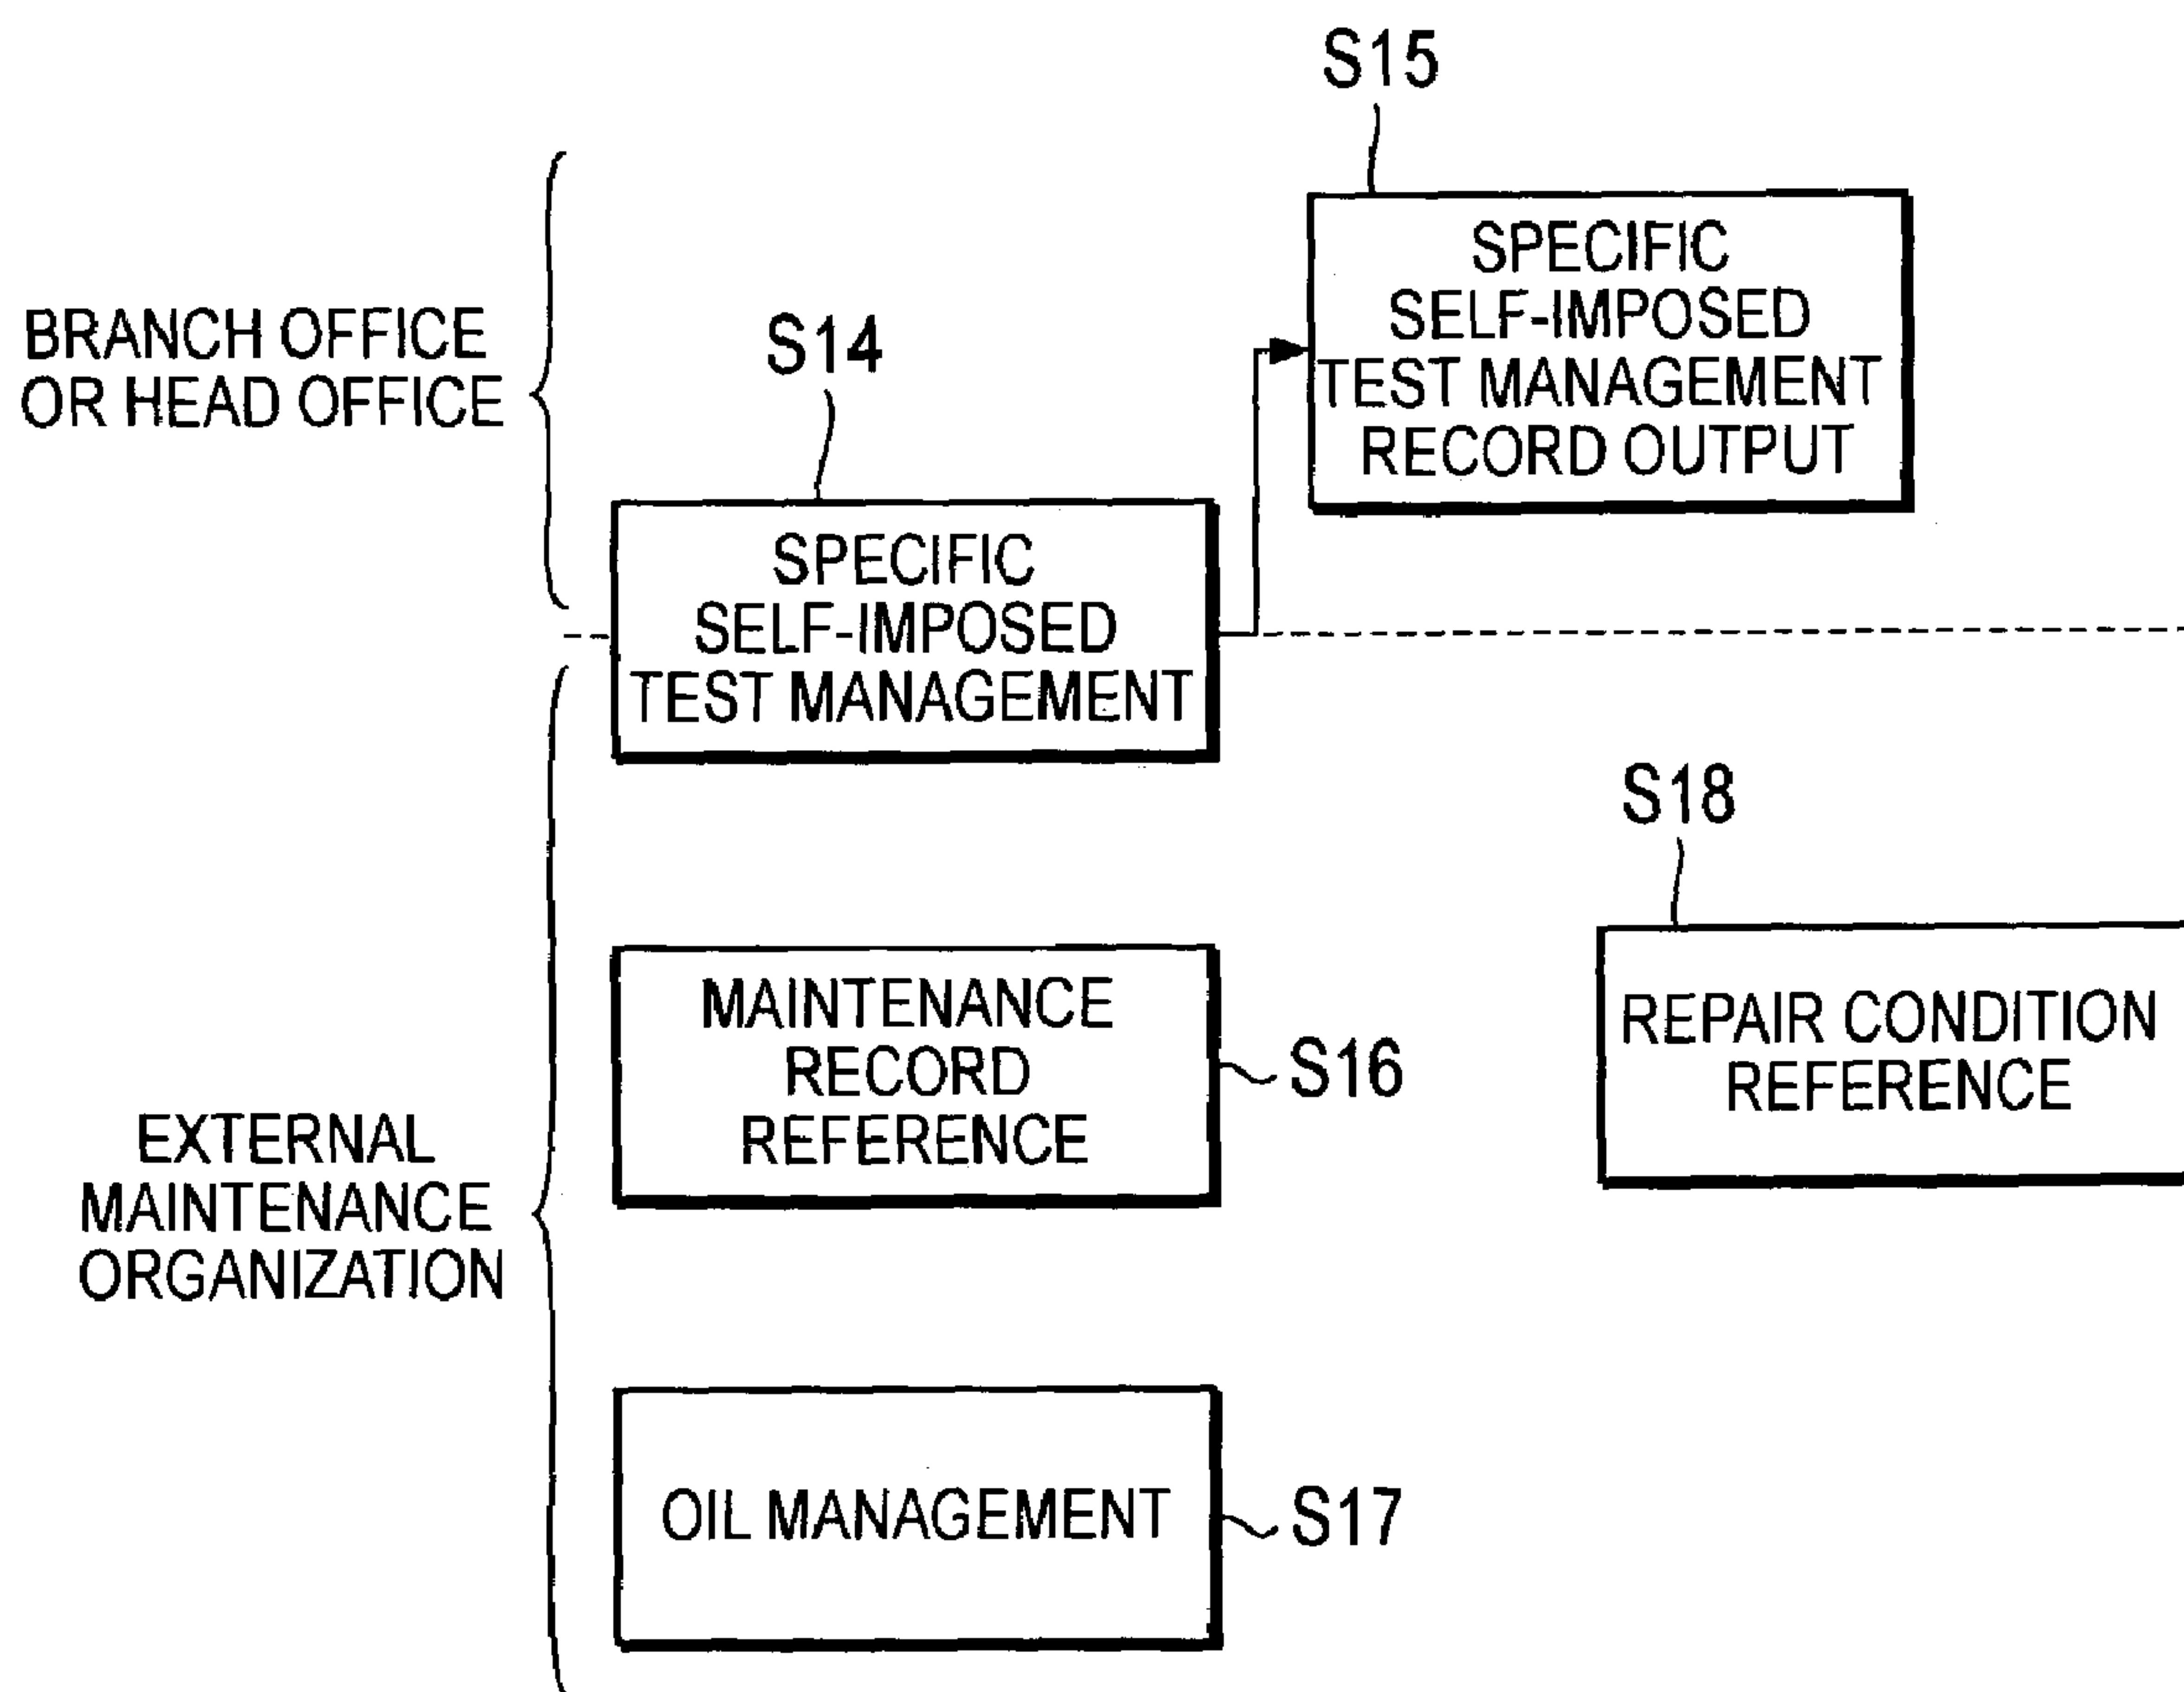 S15
SPECIFIC
SELF-IMPOSED
TEST MANAGEMENT
RECORD OUTPUT
BRANCH OFFICE
OR HEAD OFFICE
S14
SPECIFIC
SELF-IMPOSED
TEST MANAGEMENT
S18
REPAIR CONDITION
REFERENCE
MAINTENANCE
RECORD
REFERENCE
S16
EXTERNAL
MAINTENANCE
ORGANIZATION
OIL MANAGEMENT
S17